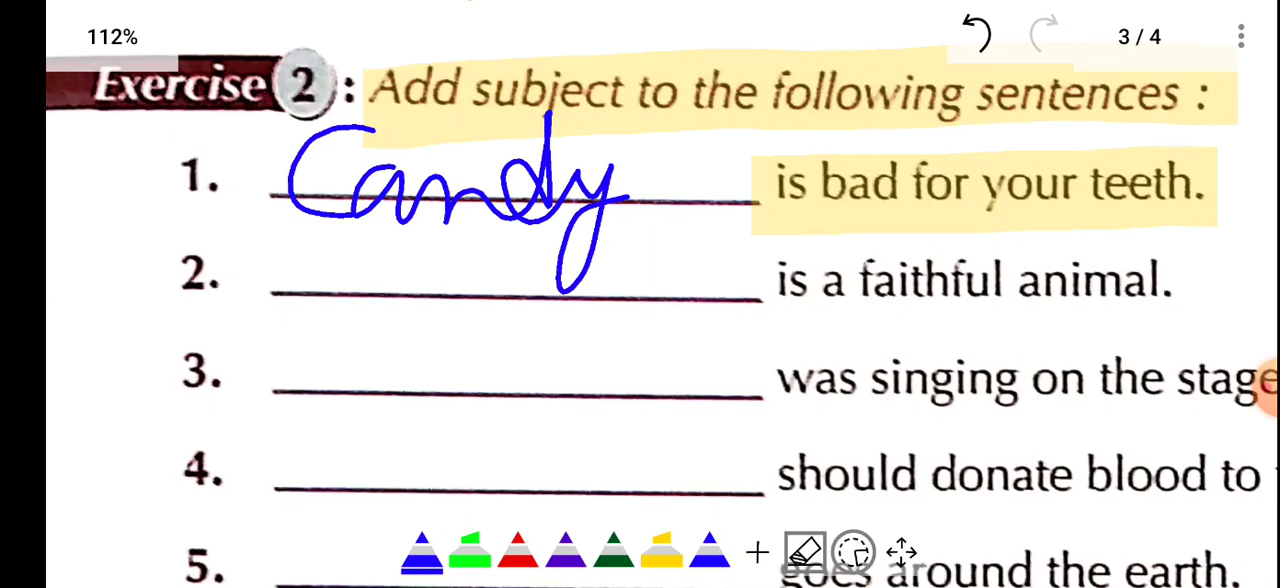 112% 3 / 4
Exercise 2 : Add subject to the following sentences :
1. Candy is bad for your teeth.
2. is a faithful animal.
3. was singing on the stage
4. should donate blood to
5. goes around the earth.